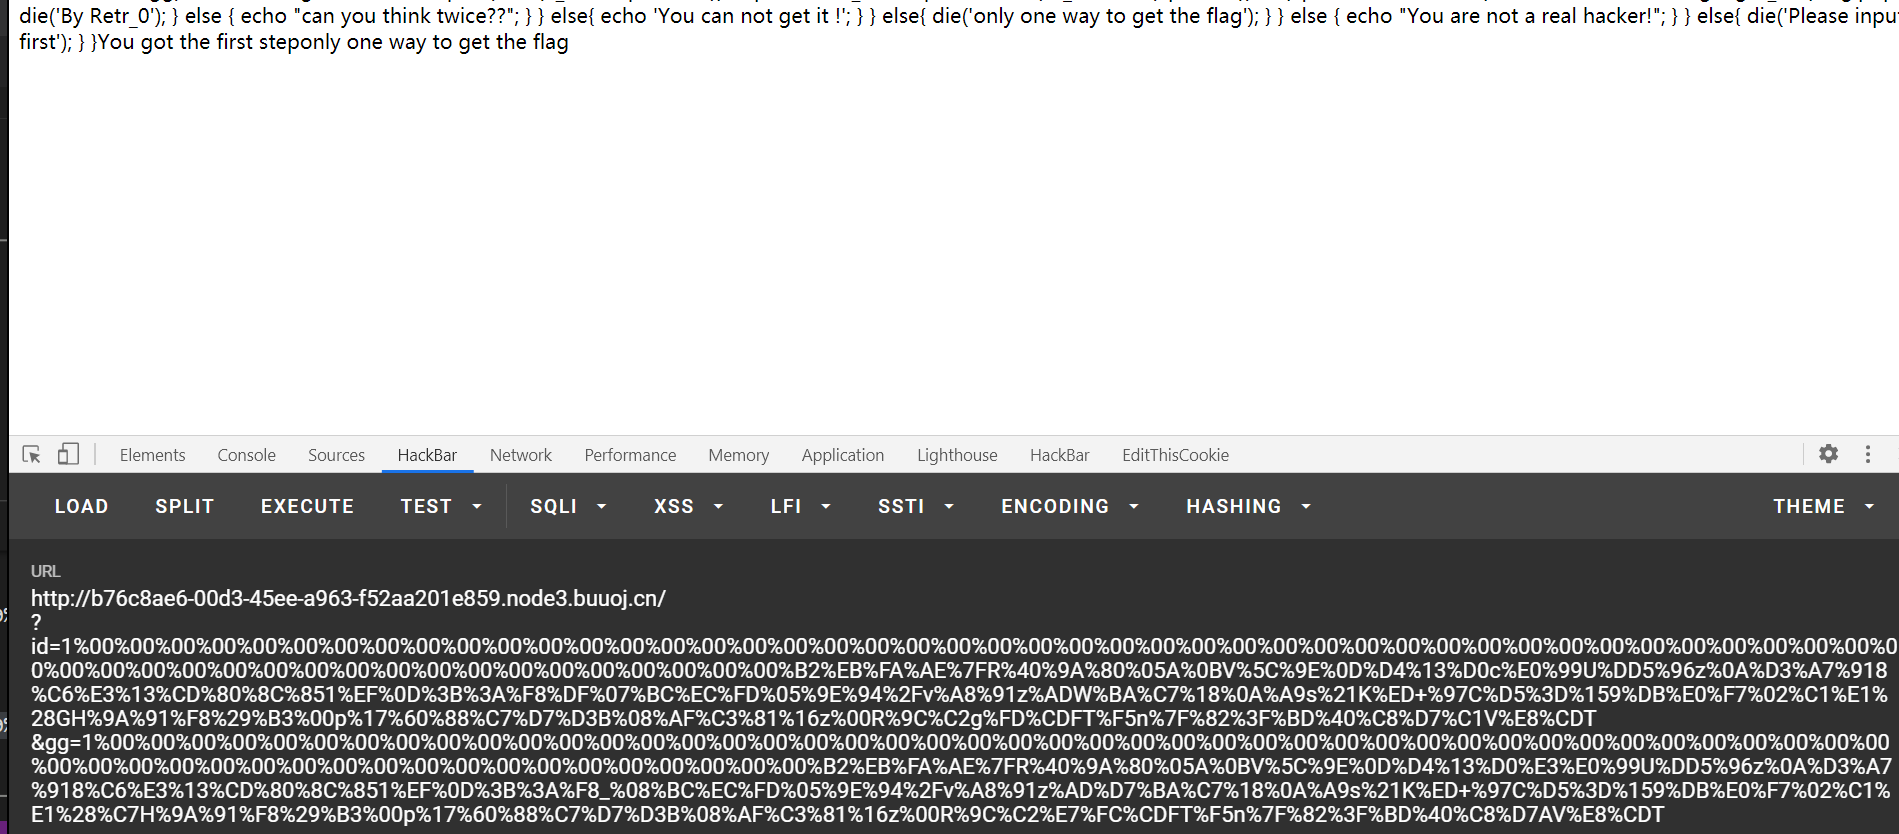 die('By Retr_0'); } else { echo "can you think twice??"; } } else{ echo 'You can not get it !'; } } else{ die('only one way to get the flag'); } } else { echo "You are not a real hacker!"; } } else{ die('Please inpu
first'); } }You got the first steponly one way to get the flag
Elements Console Sources HackBar Network Performance Memory Application Lighthouse HackBar EditThisCookie
LOAD SPLIT EXECUTE TEST SQLI XSS LFI SSTI ENCODING HASHING THEME
URL
http://b76c8ae6-00d3-45ee-a963-f52aa201e859.node3.buuoj.cn/
?
id=1%00%00%00%00%00%00%00%00%00%00%00%00%00%00%00%00%00%00%00%00%00%00%00%00%00%00%00%00%00%00%00%00%00%00%00%00%00%00%00%00%00%00%00%00%0
0%00%00%00%00%00%00%00%00%00%00%00%00%00%00%00%00%00%00%B2%EB%FA%AE%7FR%40%9A%80%05A%0BV%5C%9E%0D%D4%13%D0c%E0%99U%DD5%96z%0A%D3%A7%918
%C6%E3%13%CD%80%8C%851%EF%0D%3B%3A%F8%DF%07%BC%EC%FD%05%9E%94%2Fv%A8%91z%ADW%BA%C7%18%0A%A9s%21K%ED+%97C%D5%3D%159%DB%E0%F7%02%C1%E1%
28GH%9A%91%F8%29%B3%00p%17%60%88%C7%D7%D3B%08%AF%C3%81%16z%00R%9C%C2g%FD%CDFT%F5n%7F%82%3F%BD%40%C8%D7%C1V%E8%CDT
&gg=1%00%00%00%00%00%00%00%00%00%00%00%00%00%00%00%00%00%00%00%00%00%00%00%00%00%00%00%00%00%00%00%00%00%00%00%00%00%00%00%00%00%00%00%00
%00%00%00%00%00%00%00%00%00%00%00%00%00%00%00%00%00%00%00%B2%EB%FA%AE%7FR%40%9A%80%05A%0BV%5C%9E%0D%D4%13%D0%E3%E0%99U%DD5%96z%0A%D3%A7
%918%C6%E3%13%CD%80%8C%851%EF%0D%3B%3A%F8_%08%BC%EC%FD%05%9E%94%2Fv%A8%91z%AD%D7%BA%C7%18%0A%A9s%21K%ED+%97C%D5%3D%159%DB%E0%F7%02%C1%
E1%28%C7H%9A%91%F8%29%B3%00p%17%60%88%C7%D7%D3B%08%AF%C3%81%16z%00R%9C%C2%E7%FC%CDFT%F5n%7F%82%3F%BD%40%C8%D7AV%E8%CDT